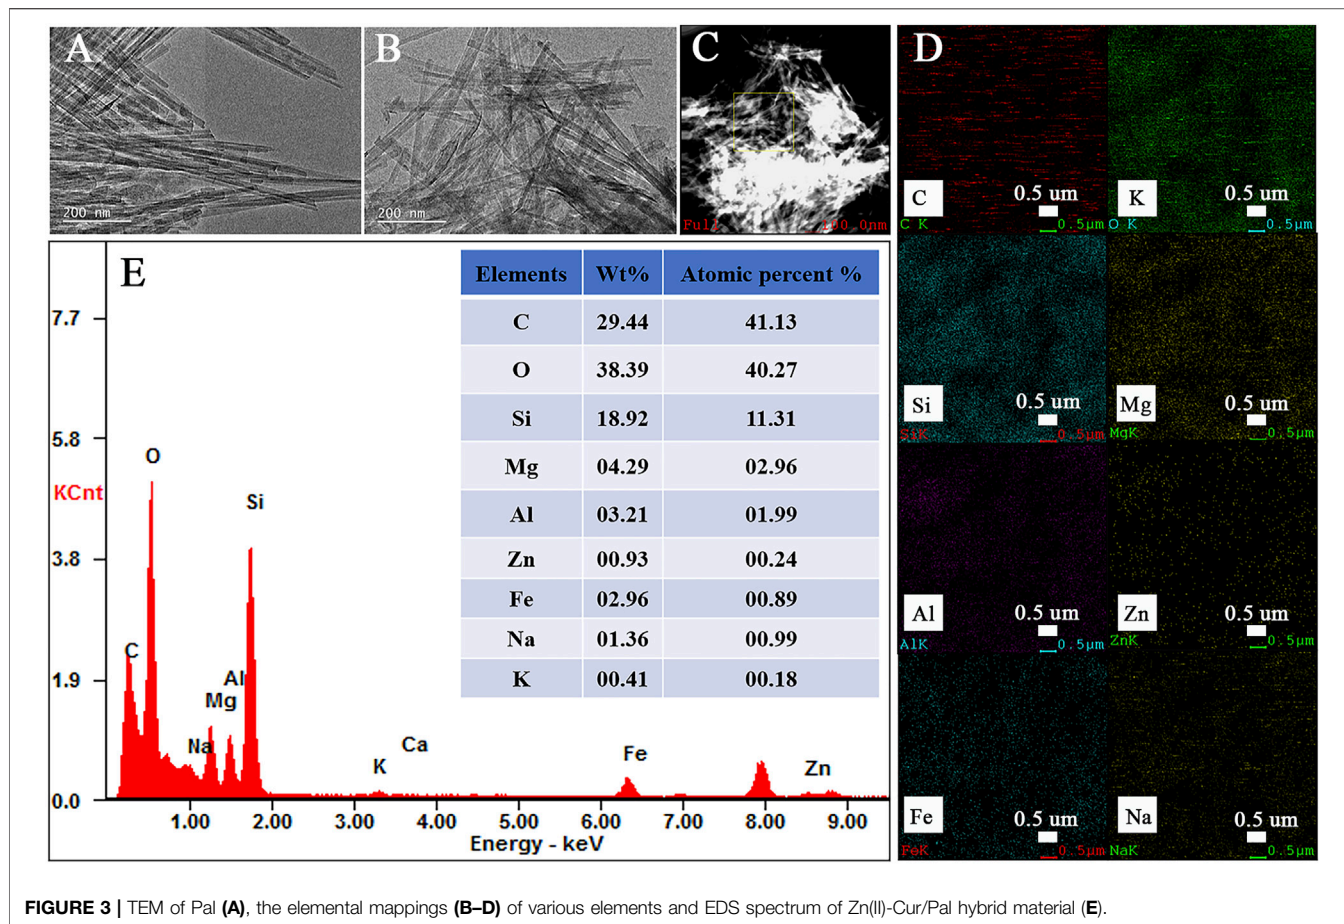 A
200 nm
B
200 nm
C
Full
100.0nm
D
C
0.5 um
C K
0.5μm
K
0.5 um
O K
0.5μm
Si
0.5 um
SiK
0.5μm
Mg
0.5 um
MgK
0.5μm
Al
0.5 um
AlK
0.5μm
Zn
0.5 um
ZnK
0.5μm
Fe
0.5 um
FeK
0.5μm
Na
0.5 um
NaK
0.5μm
E
Elements Wt% Atomic percent %
C 29.44 41.13
O 38.39 40.27
Si 18.92 11.31
Mg 04.29 02.96
Al 03.21 01.99
Zn 00.93 00.24
Fe 02.96 00.89
Na 01.36 00.99
K 00.41 00.18
7.7
5.8
KCnt
3.8
1.9
0.0
C
O
Na
Mg
Al
Si
K
Ca
Fe
Zn
1.00 2.00 3.00 4.00 5.00 6.00 7.00 8.00 9.00
Energy - keV
FIGURE 3 | TEM of Pal (A), the elemental mappings (B–D) of various elements and EDS spectrum of Zn(II)-Cur/Pal hybrid material (E).